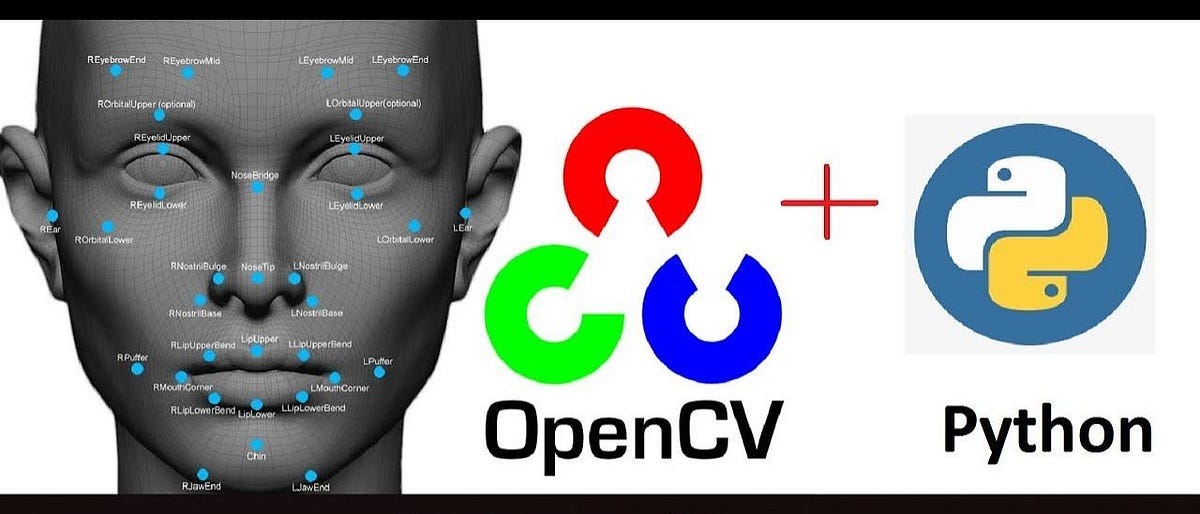 REyebrowEnd
REyebrowMid
LEyebrowMid
LEyebrowEnd
ROrbitalUpper (optional)
LOrbitalUpper(optional)
REyelidUpper
LEyelidUpper
NoseBridge
REyelidLower
LEyelidLower
REar
LEar
ROrbitalLower
LOrbitalLower
RNostrilBulge
NoseTip
LNostrilBulge
RNostrilBase
LNostrilBase
RLipUpperBend
LipUpper
LLipUpperBend
RPuffer
LPuffer
RMouthCorner
LMouthCorner
RLipLowerBend
LipLower
LLipLowerBend
Chin
RJawEnd
LJawEnd
OpenCV
Python